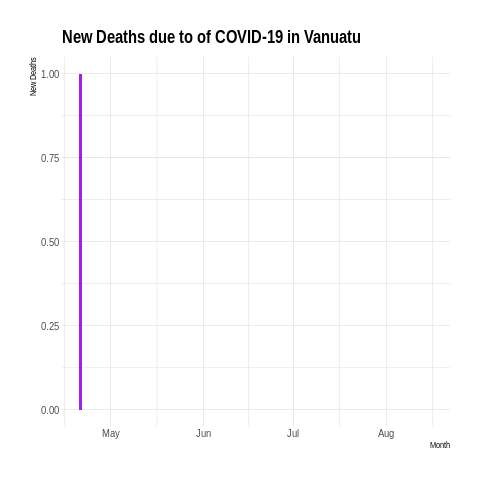 New Deaths due to of COVID-19 in Vanuatu
New Deaths
1.00
0.75
0.50
0.25
0.00
May Jun Jul Aug
Month